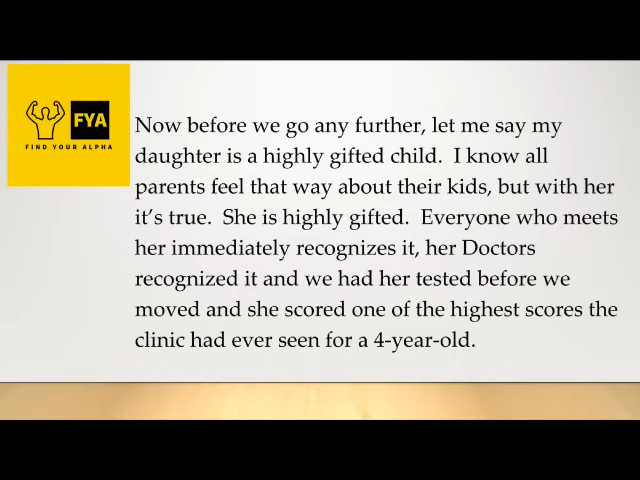 FYA
FIND YOUR ALPHA
Now before we go any further, let me say my
daughter is a highly gifted child.  I know all
parents feel that way about their kids, but with her
it’s true.  She is highly gifted.  Everyone who meets
her immediately recognizes it, her Doctors
recognized it and we had her tested before we
moved and she scored one of the highest scores the
clinic had ever seen for a 4-year-old.